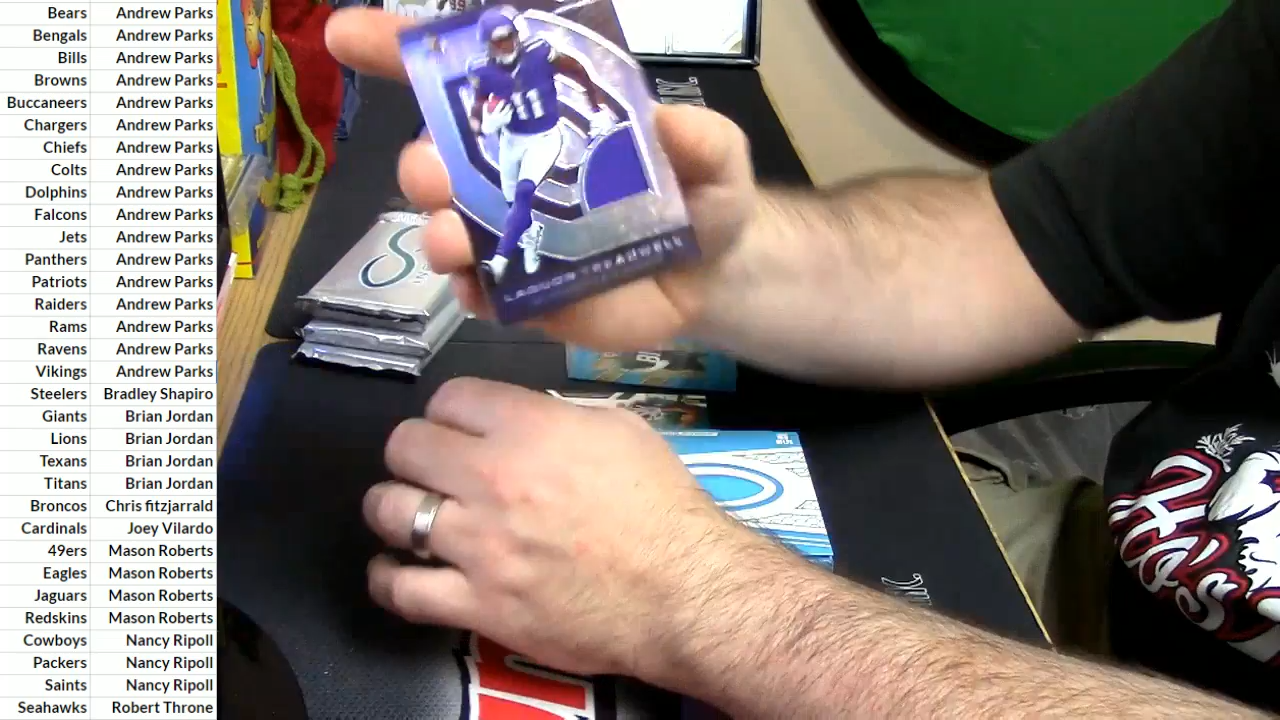 Bears Andrew Parks
Bengals Andrew Parks
Bills Andrew Parks
Browns Andrew Parks
Buccaneers Andrew Parks
Chargers Andrew Parks
Chiefs Andrew Parks
Colts Andrew Parks
Dolphins Andrew Parks
Falcons Andrew Parks
Jets Andrew Parks
Panthers Andrew Parks
Patriots Andrew Parks
Raiders Andrew Parks
Rams Andrew Parks
Ravens Andrew Parks
Vikings Andrew Parks
Steelers Bradley Shapiro
Giants Brian Jordan
Lions Brian Jordan
Texans Brian Jordan
Titans Brian Jordan
Broncos Chris fitzjarrald
Cardinals Joey Vilardo
49ers Mason Roberts
Eagles Mason Roberts
Jaguars Mason Roberts
Redskins Mason Roberts
Cowboys Nancy Ripoll
Packers Nancy Ripoll
Saints Nancy Ripoll
Seahawks Robert Throne
11
LAQUON TREADWELL